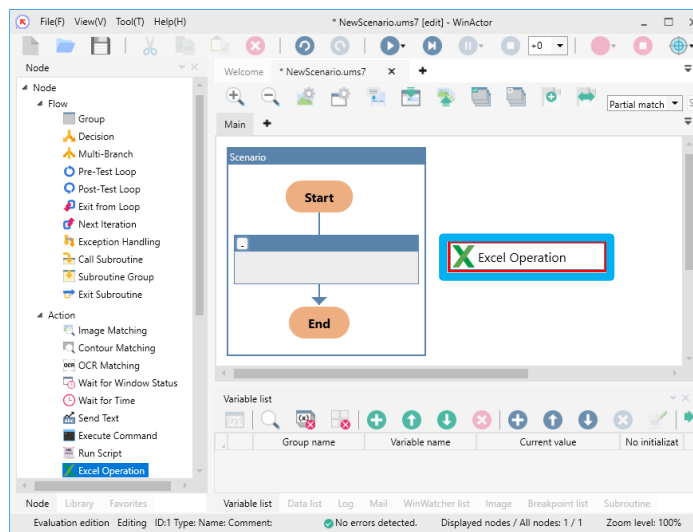 File(F) View(V) Tool(T) Help(H)
* NewScenario.ums7 [edit] - WinActor
+0
Node
Node
Flow
Group
Decision
Multi-Branch
Pre-Test Loop
Post-Test Loop
Exit from Loop
Next Iteration
Exception Handling
Call Subroutine
Subroutine Group
Exit Subroutine
Action
Image Matching
Contour Matching
OCR OCR Matching
Wait for Window Status
Wait for Time
Send Text
Execute Command
Run Script
Excel Operation
Node Library Favorites
Welcome * NewScenario.ums7
Partial match
Main
Scenario
Start
End
Excel Operation
Variable list
Group name Variable name Current value No initializat
Variable list Data list Log Mail WinWatcher list Image Breakpoint list Subroutine
Evaluation edition Editing ID:1 Type: Name: Comment: No errors detected. Displayed nodes / All nodes: 1 / 1 Zoom level: 100%